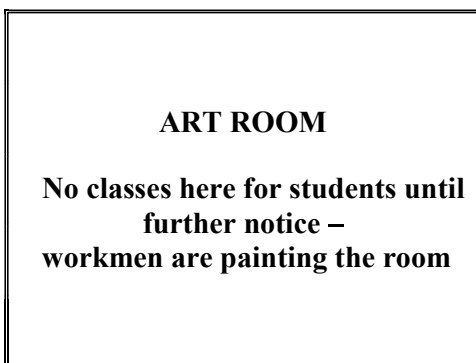 ART ROOM
No classes here for students until
further notice –
workmen are painting the room